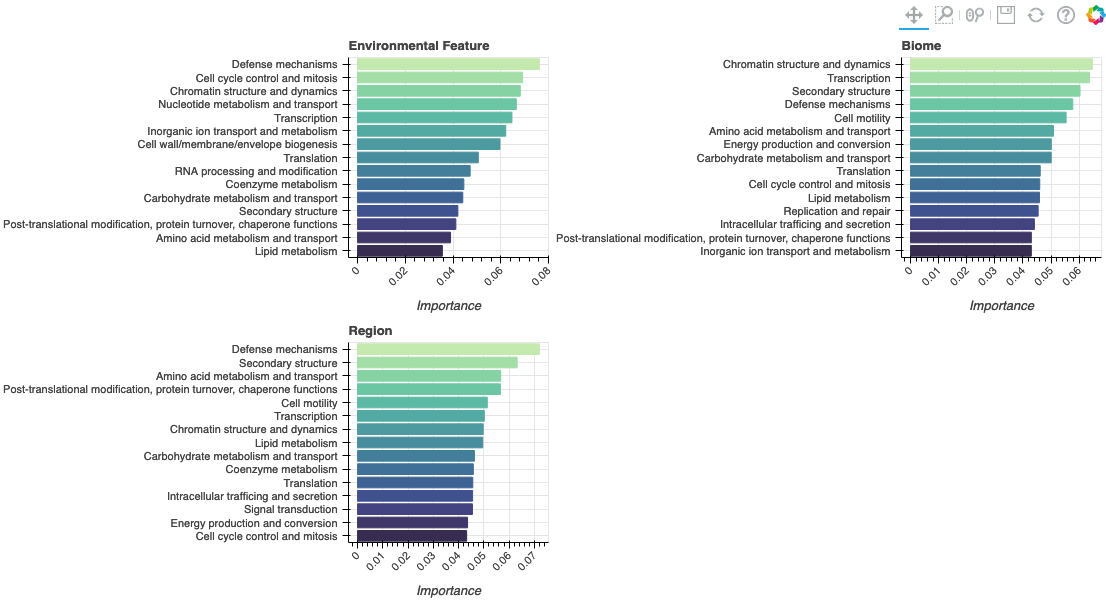 Environmental Feature
Defense mechanisms
Cell cycle control and mitosis
Chromatin structure and dynamics
Nucleotide metabolism and transport
Transcription
Inorganic ion transport and metabolism
Cell wall/membrane/envelope biogenesis
Translation
RNA processing and modification
Coenzyme metabolism
Carbohydrate metabolism and transport
Secondary structure
Post-translational modification, protein turnover, chaperone functions
Amino acid metabolism and transport
Lipid metabolism
0 0.02 0.04 0.06 0.08
Importance
Biome
Chromatin structure and dynamics
Transcription
Secondary structure
Defense mechanisms
Cell motility
Amino acid metabolism and transport
Energy production and conversion
Carbohydrate metabolism and transport
Translation
Cell cycle control and mitosis
Lipid metabolism
Replication and repair
Intracellular trafficing and secretion
Post-translational modification, protein turnover, chaperone functions
Inorganic ion transport and metabolism
0 0.01 0.02 0.03 0.04 0.05 0.06
Importance
Region
Defense mechanisms
Secondary structure
Amino acid metabolism and transport
Post-translational modification, protein turnover, chaperone functions
Cell motility
Transcription
Chromatin structure and dynamics
Lipid metabolism
Carbohydrate metabolism and transport
Coenzyme metabolism
Translation
Intracellular trafficing and secretion
Signal transduction
Energy production and conversion
Cell cycle control and mitosis
0 0.01 0.02 0.03 0.04 0.05 0.06 0.07
Importance